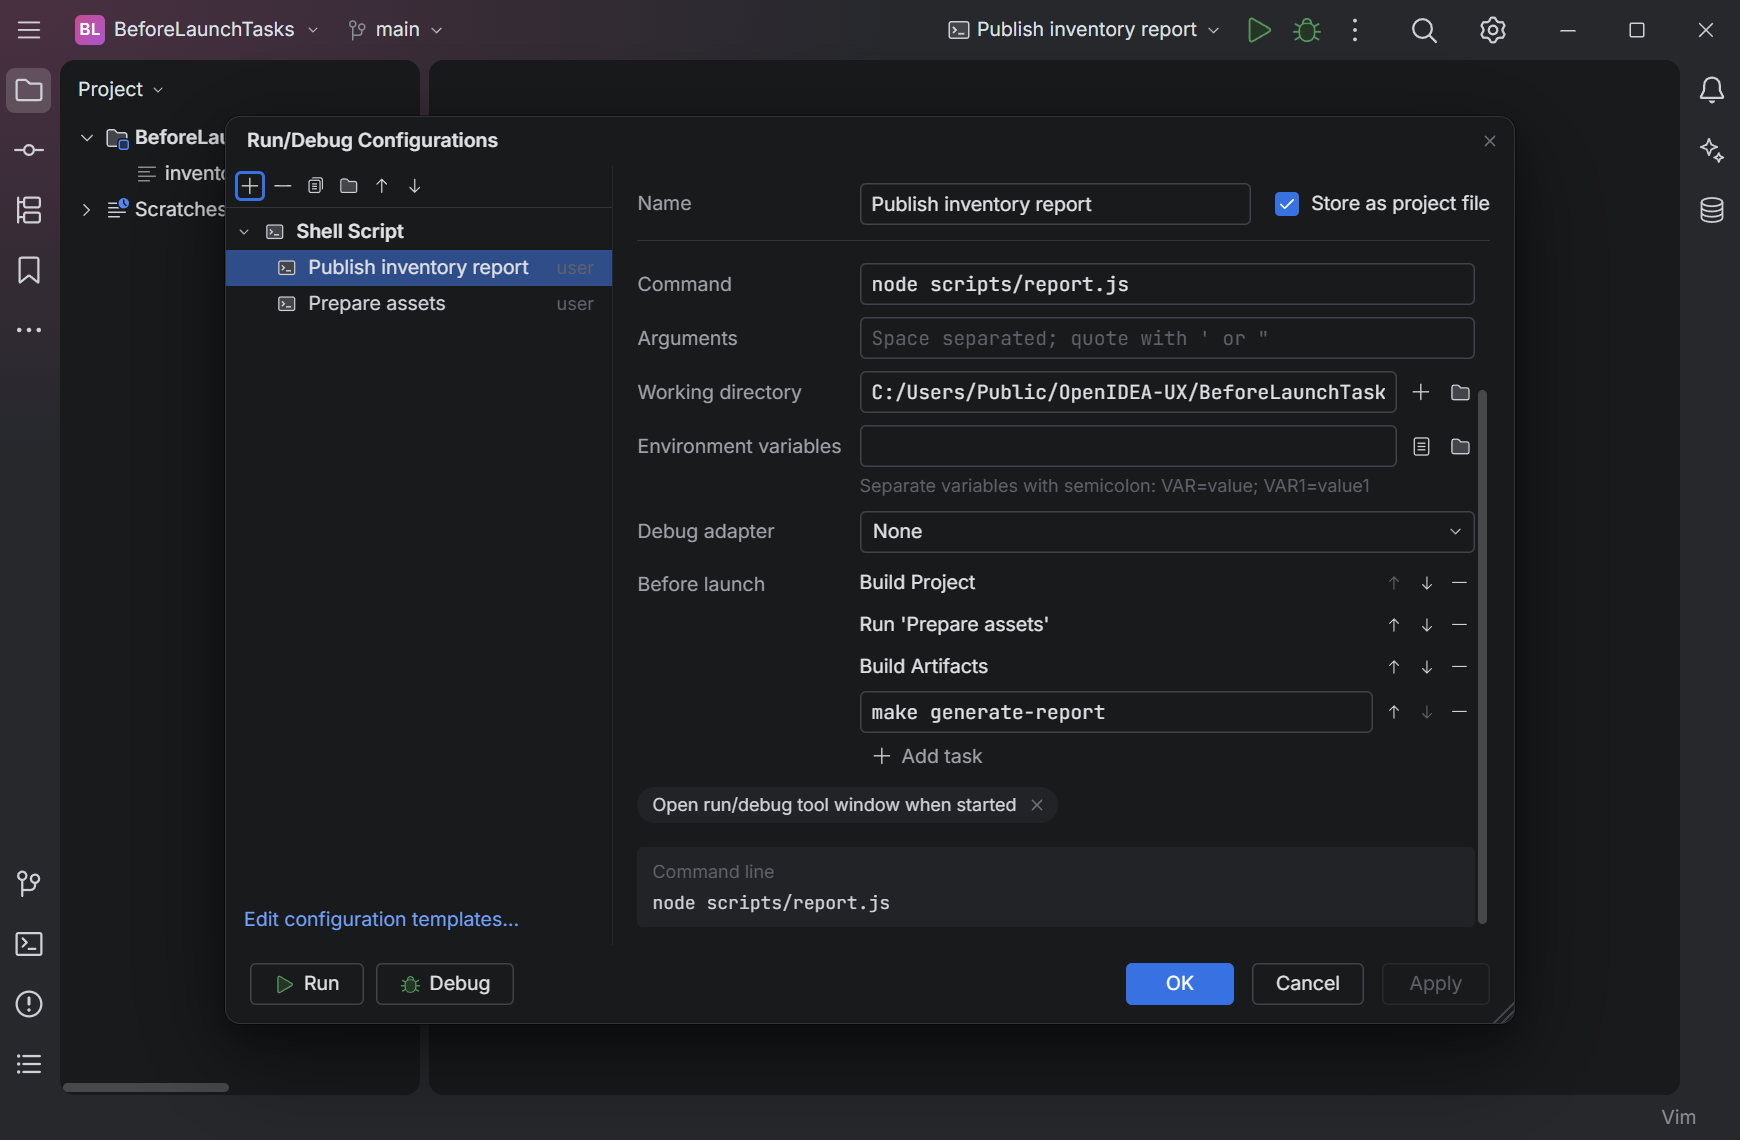 BL BeforeLaunchTasks main Publish inventory report
Project
BeforeLau
invento
Scratches
Run/Debug Configurations
Shell Script
Publish inventory report user
Prepare assets user
Edit configuration templates...
Name Publish inventory report Store as project file
Command node scripts/report.js
Arguments Space separated; quote with ' or "
Working directory C:/Users/Public/OpenIDEA-UX/BeforeLaunchTask
Environment variables
Separate variables with semicolon: VAR=value; VAR1=value1
Debug adapter None
Before launch Build Project
Run 'Prepare assets'
Build Artifacts
make generate-report
Add task
Open run/debug tool window when started
Command line
node scripts/report.js
Run Debug OK Cancel Apply
Vim